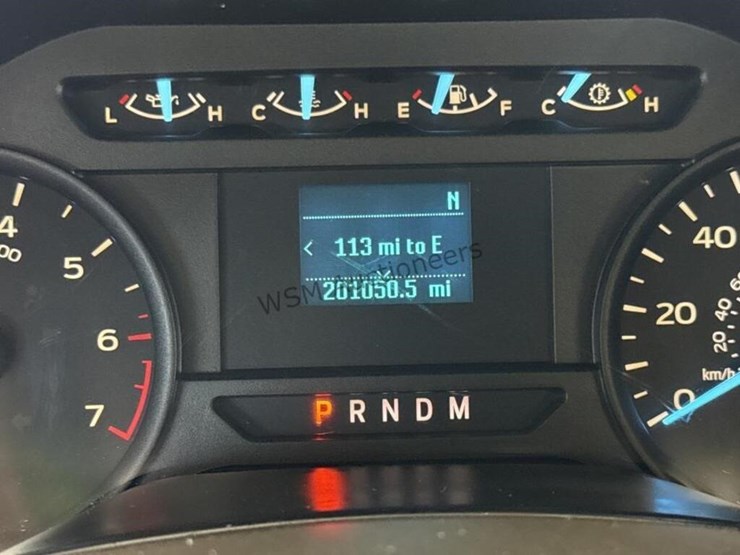 L H C H E F C H
N
< 113 mi to E
201050.5 mi
WSM Auctioneers
P R N D M
4
5
6
7
40
20
0
60
40
20
km/h